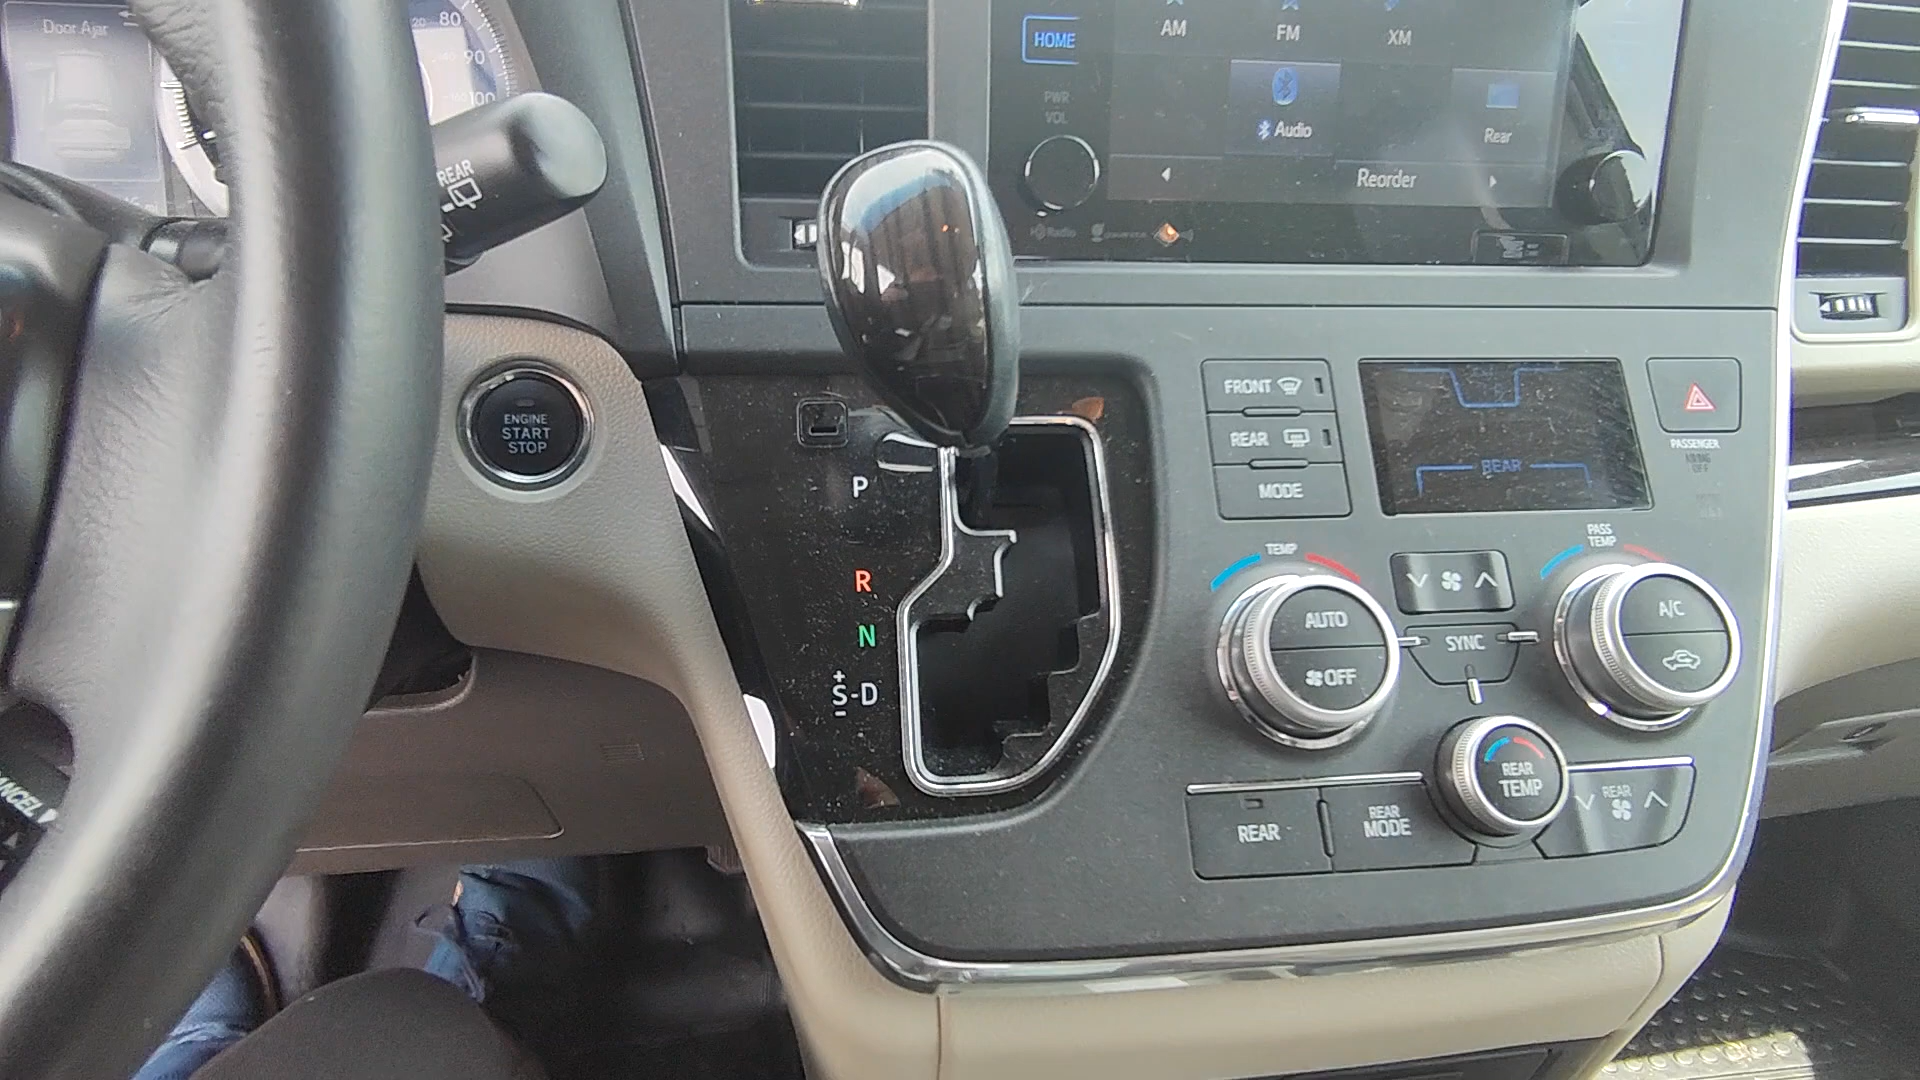 Door Ajar
80
90
100
REAR
HOME
AM
FM
XM
PWR
VOL
Audio
Rear
Reorder
ENGINE
START
STOP
P
R
N
+
S-D
-
FRONT
REAR
MODE
REAR
PASSENGER
TEMP
PASS
TEMP
AUTO
OFF
SYNC
A/C
REAR
TEMP
REAR
REAR
MODE
REAR